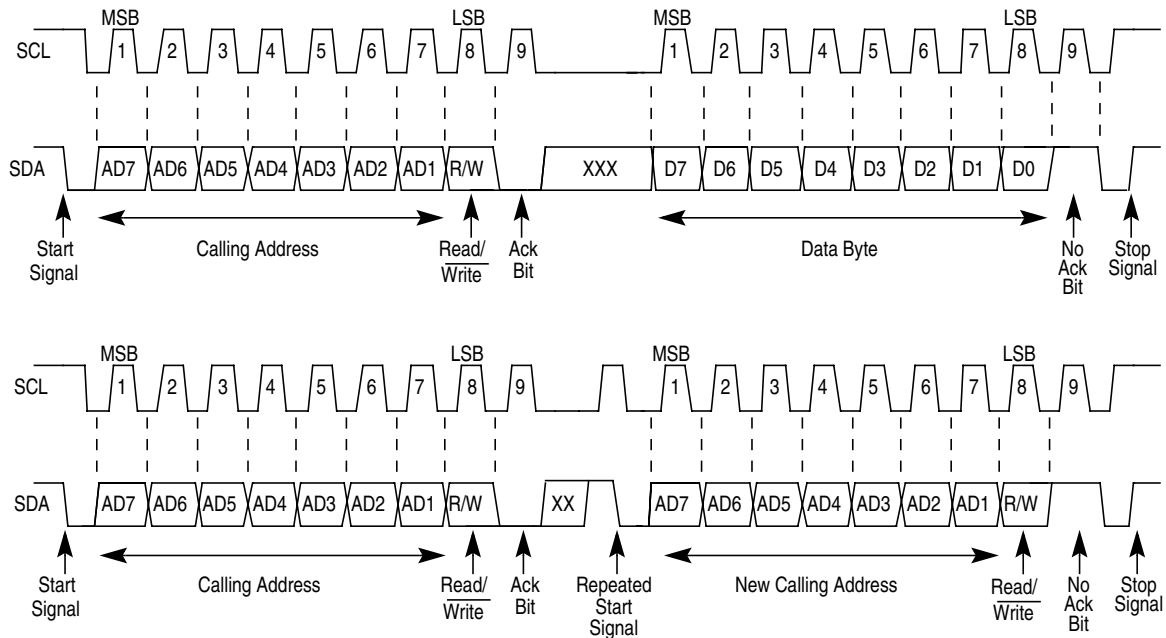 MSB LSB MSB LSB
SCL 1 2 3 4 5 6 7 8 9 1 2 3 4 5 6 7 8 9
SDA AD7 AD6 AD5 AD4 AD3 AD2 AD1 R/W XXX D7 D6 D5 D4 D3 D2 D1 D0
Start Signal Calling Address Read/Write Ack Bit Data Byte No Ack Bit Stop Signal
MSB LSB MSB LSB
SCL 1 2 3 4 5 6 7 8 9 1 2 3 4 5 6 7 8 9
SDA AD7 AD6 AD5 AD4 AD3 AD2 AD1 R/W XX AD7 AD6 AD5 AD4 AD3 AD2 AD1 R/W
Start Signal Calling Address Read/Write Ack Bit Repeated Start Signal New Calling Address Read/Write No Ack Bit Stop Signal